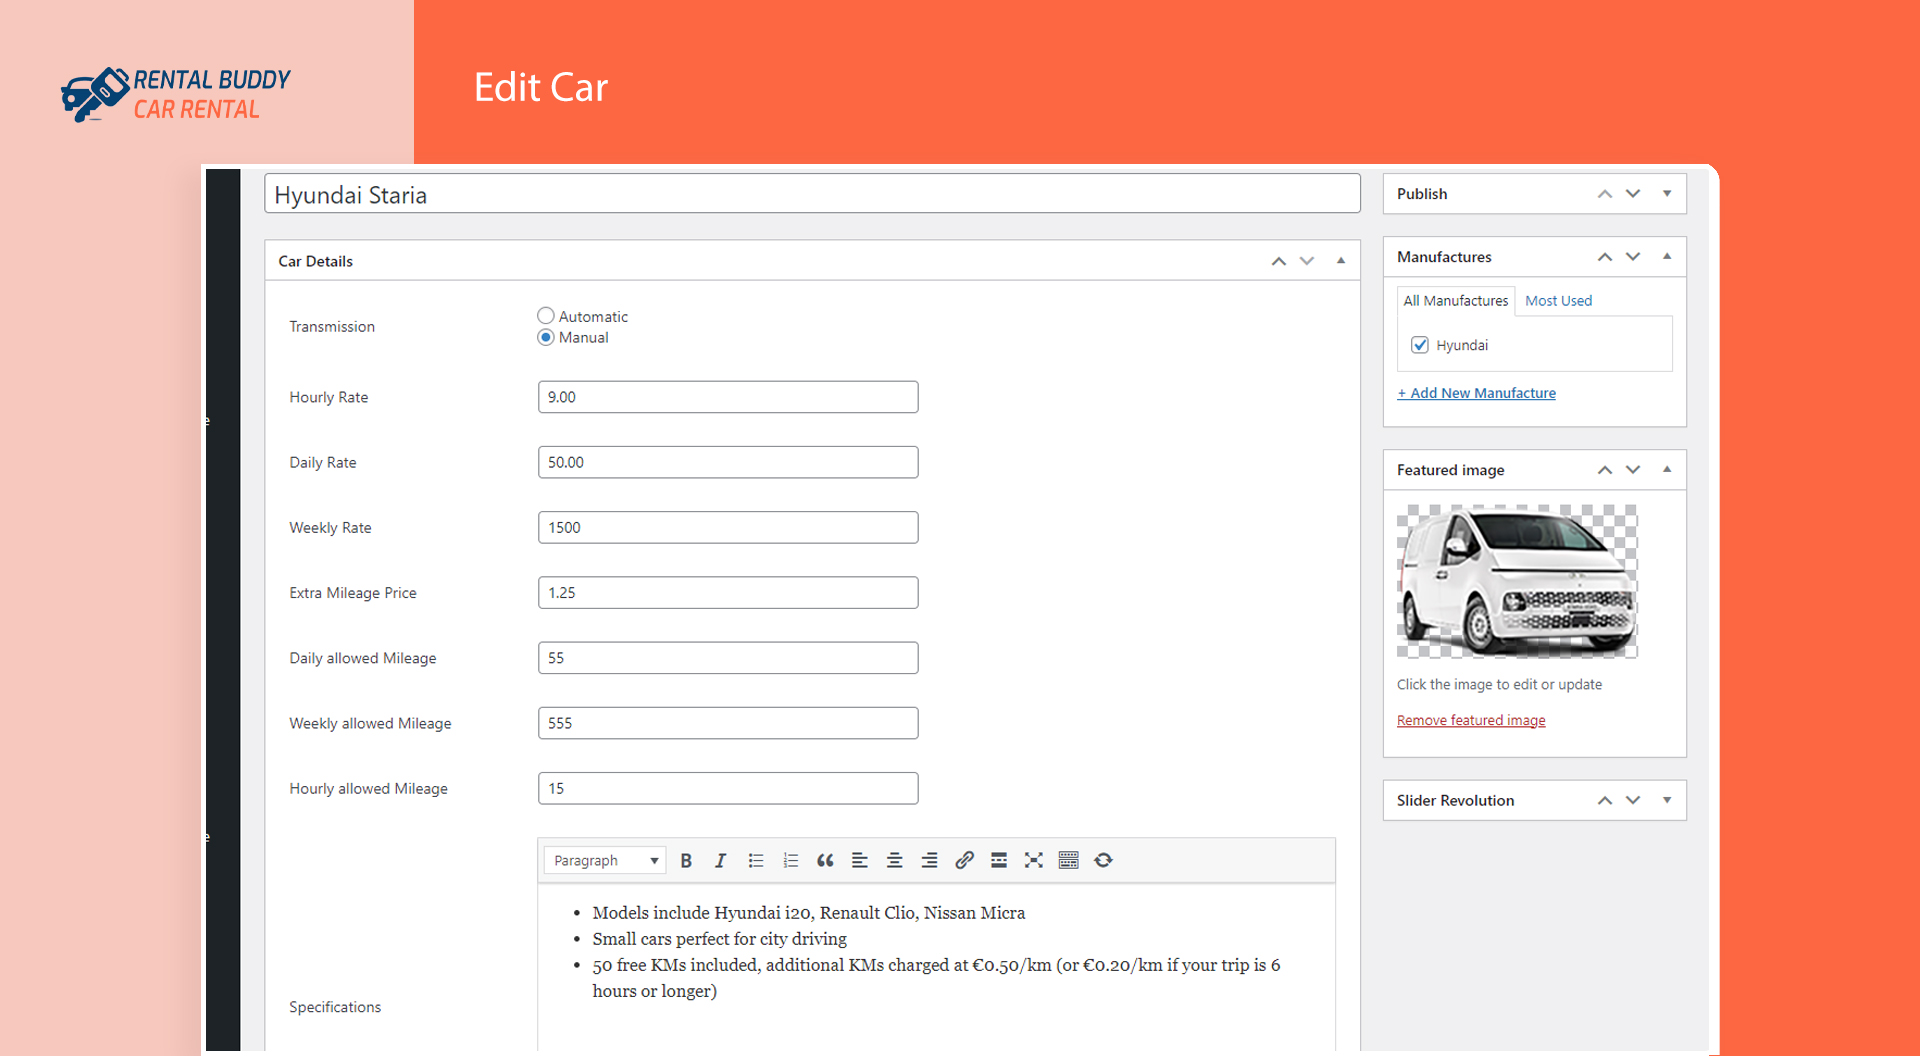 RENTAL BUDDY
CAR RENTAL
Edit Car
Hyundai Staria
Car Details
Transmission
Automatic
Manual
Hourly Rate
9.00
Daily Rate
50.00
Weekly Rate
1500
Extra Mileage Price
1.25
Daily allowed Mileage
55
Weekly allowed Mileage
555
Hourly allowed Mileage
15
Paragraph
Models include Hyundai i20, Renault Clio, Nissan Micra
Small cars perfect for city driving
50 free KMs included, additional KMs charged at €0.50/km (or €0.20/km if your trip is 6
hours or longer)
Specifications
Publish
Manufactures
All Manufactures Most Used
Hyundai
+ Add New Manufacture
Featured image
Click the image to edit or update
Remove featured image
Slider Revolution